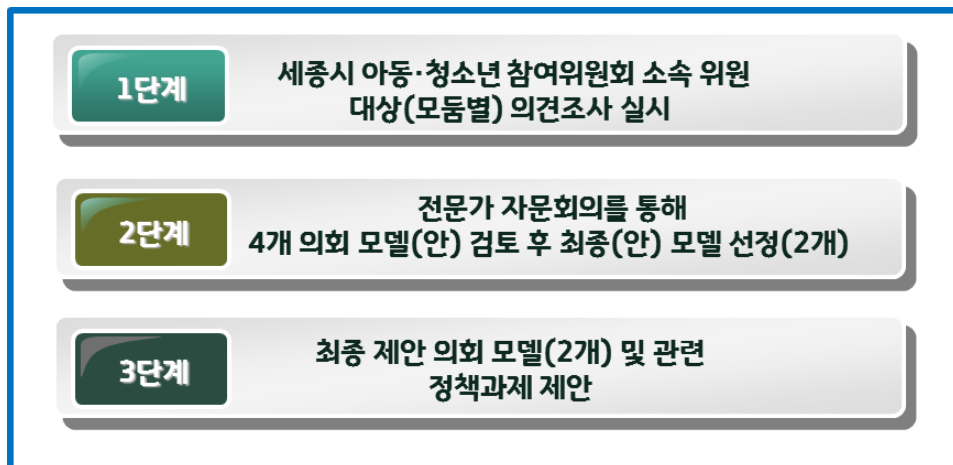 1단계
세종시 아동·청소년 참여위원회 소속 위원
대상(모둠별) 의견조사 실시
2단계
전문가 자문회의를 통해
4개 의회 모델(안) 검토 후 최종(안) 모델 선정(2개)
3단계
최종 제안 의회 모델(2개) 및 관련
정책과제 제안